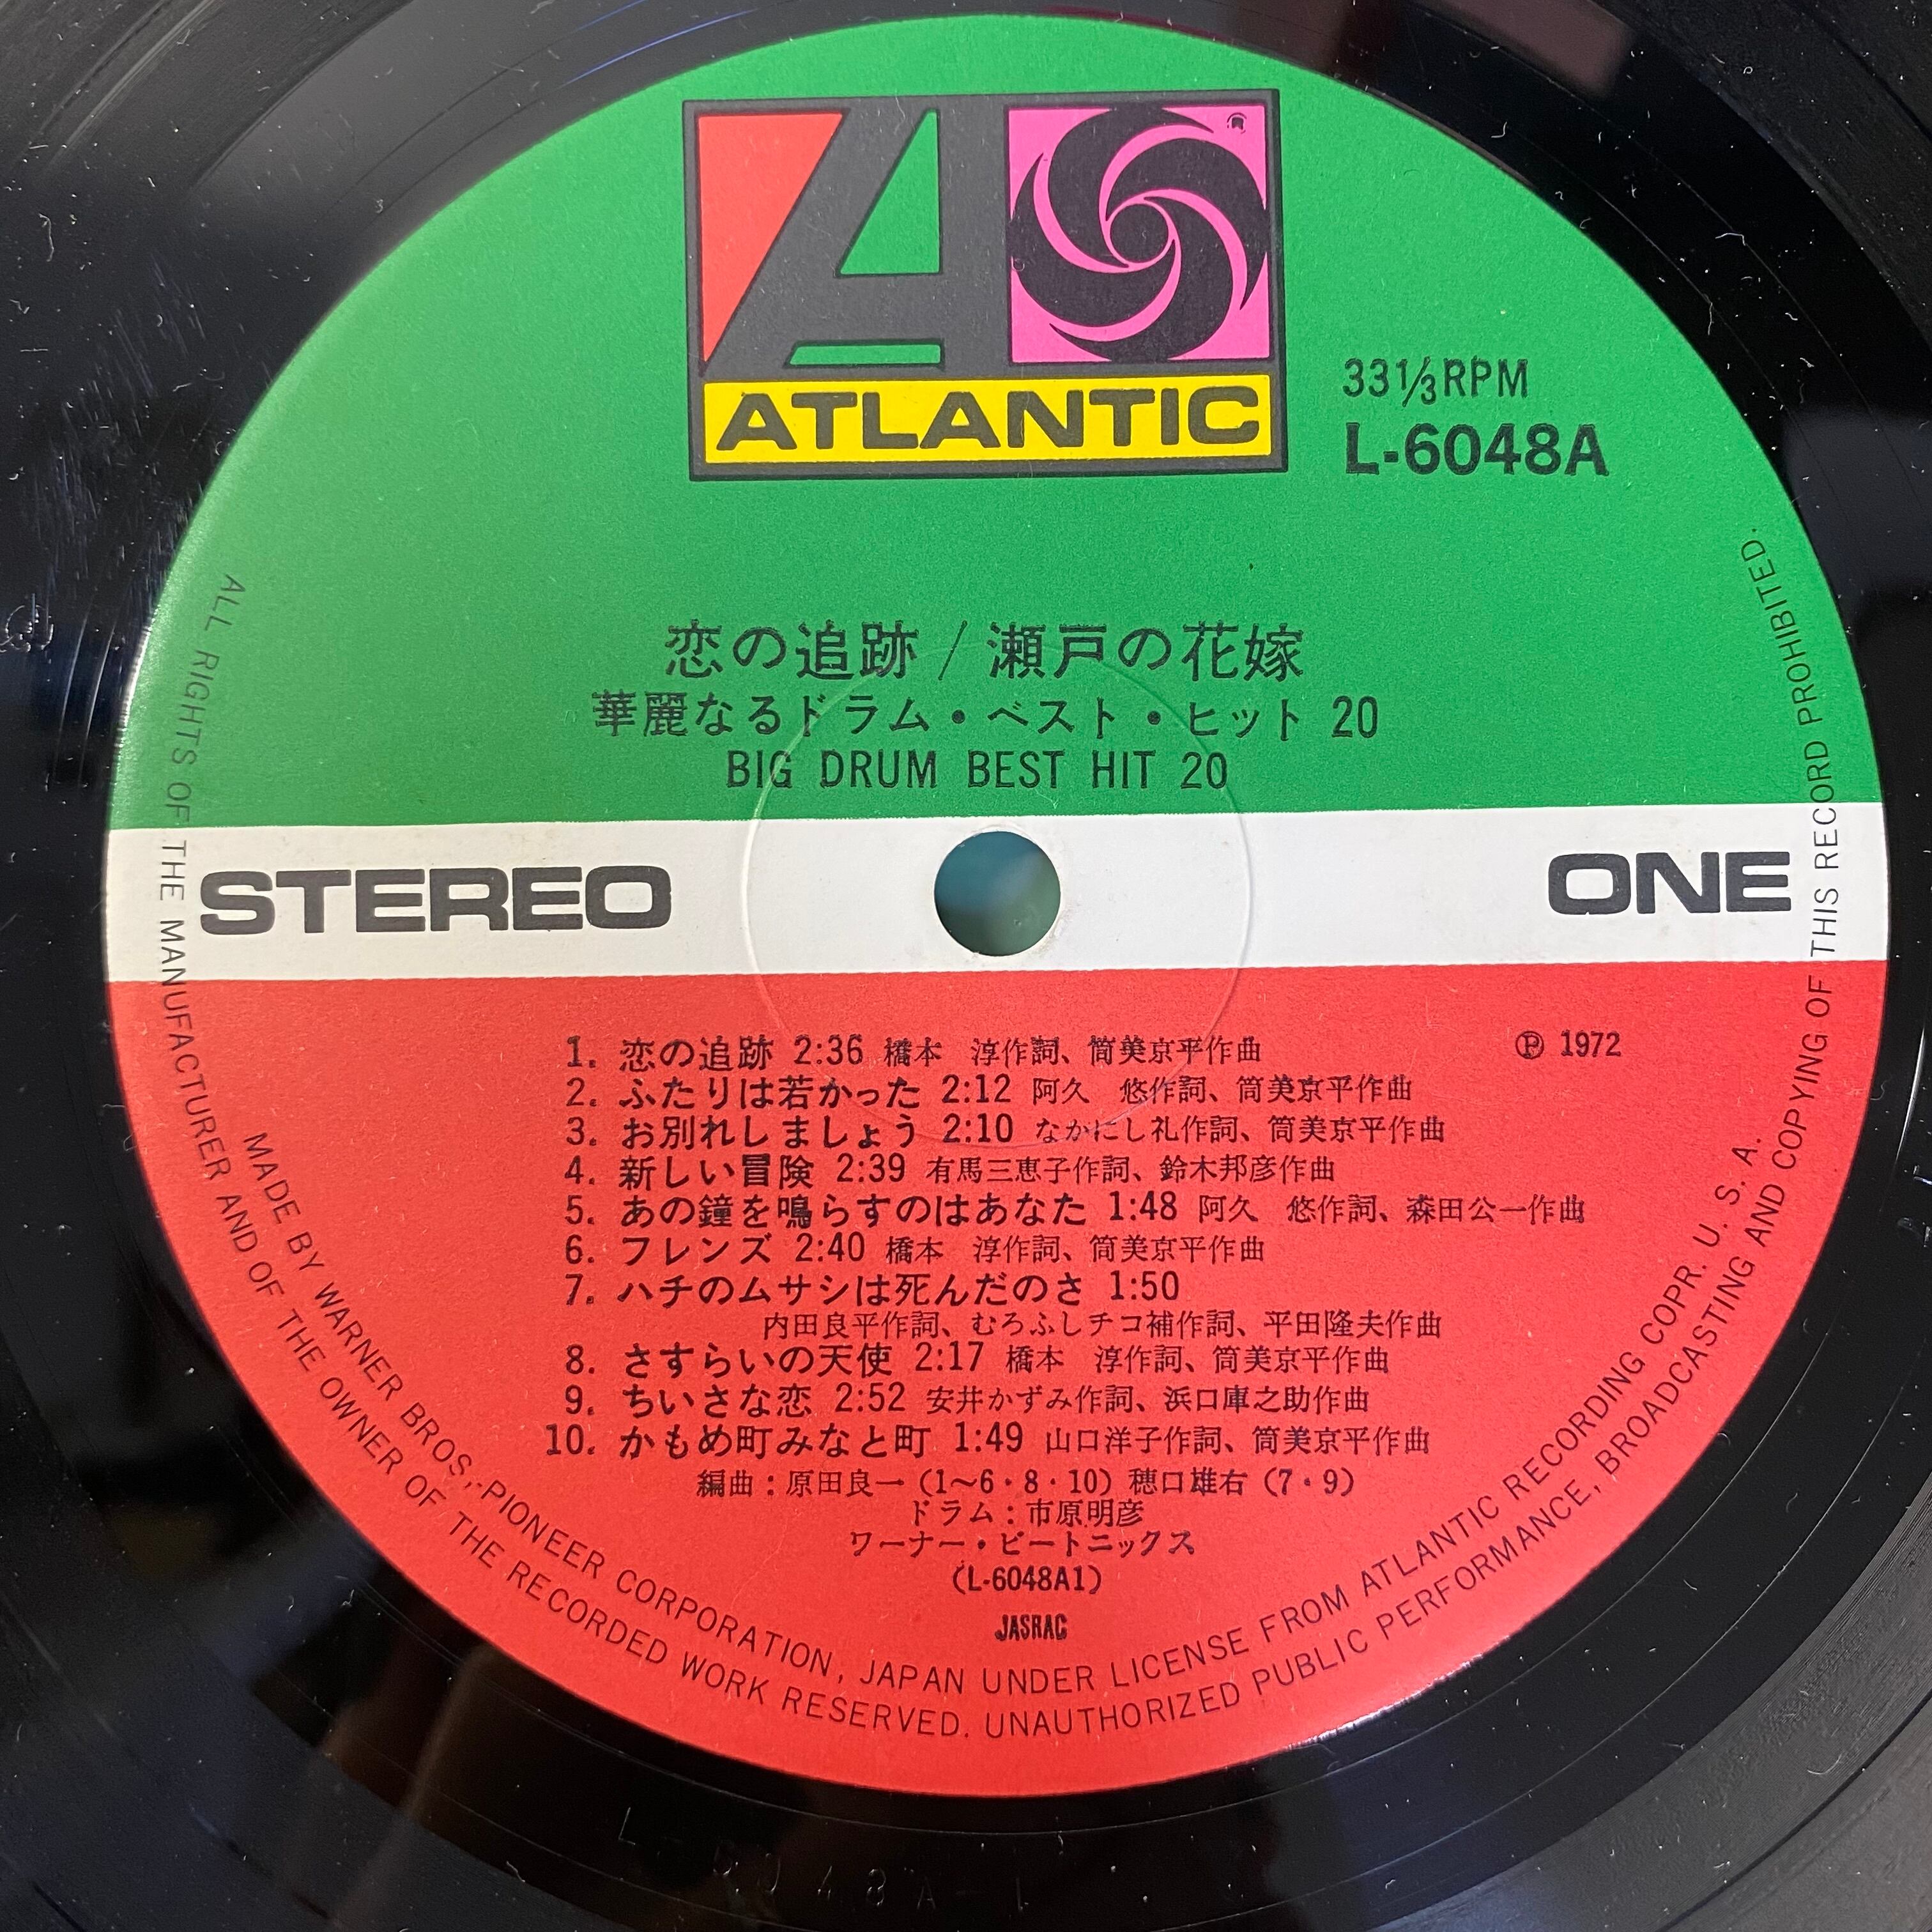 ATLANTIC
33⅓RPM
L-6048A
恋の追跡 / 瀬戸の花嫁
華麗なるドラム・ベスト・ヒット 20
BIG DRUM BEST HIT 20
STEREO
ONE
1. 恋の追跡 2:36 橋本　淳作詞、筒美京平作曲
℗ 1972
2. ふたりは若かった 2:12 阿久　悠作詞、筒美京平作曲
3. お別れしましょう 2:10 なかにし礼作詞、筒美京平作曲
4. 新しい冒険 2:39 有馬三恵子作詞、鈴木邦彦作曲
5. あの鐘を鳴らすのはあなた 1:48 阿久　悠作詞、森田公一作曲
6. フレンズ 2:40 橋本　淳作詞、筒美京平作曲
7. ハチのムサシは死んだのさ 1:50
内田良平作詞、むろふしチコ補作詞、平田隆夫作曲
8. さすらいの天使 2:17 橋本　淳作詞、筒美京平作曲
9. ちいさな恋 2:52 安井かずみ作詞、浜口庫之助作曲
10. かもめ町みなと町 1:49 山口洋子作詞、筒美京平作曲
編曲：原田良一（1〜6・8・10）穂口雄右（7・9）
ドラム：市原明彦
ワーナー・ビートニックス
(L-6048A1)
JASRAC
MADE BY WARNER BROS.-PIONEER CORPORATION, JAPAN UNDER LICENSE FROM ATLANTIC RECORDING COPR. U. S. A.
ALL RIGHTS OF THE MANUFACTURER AND OF THE OWNER OF THE RECORDED WORK RESERVED. UNAUTHORIZED PUBLIC PERFORMANCE, BROADCASTING AND COPYING OF THIS RECORD PROHIBITED.
L-6048A-1